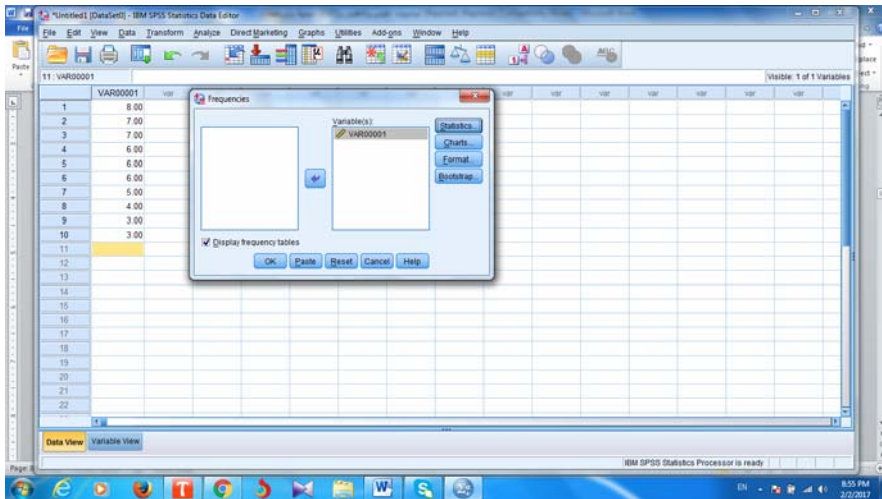 *Untitled1 [DataSet0] - IBM SPSS Statistics Data Editor
File Edit View Data Transform Analyze Direct Marketing Graphs Utilities Add-ons Window Help
File
Paste
11 : VAR00001
Visible: 1 of 1 Variables
VAR00001 var var var var var var var var
1 8.00
2 7.00
3 7.00
4 6.00
5 6.00
6 6.00
7 5.00
8 4.00
9 3.00
10 3.00
11
12
13
14
15
16
17
18
19
20
21
22
Frequencies
Variable(s):
VAR00001
Statistics...
Charts...
Format...
Bootstrap...
Display frequency tables
OK Paste Reset Cancel Help
Data View Variable View
IBM SPSS Statistics Processor is ready
EN
8:55 PM
2/2/2017